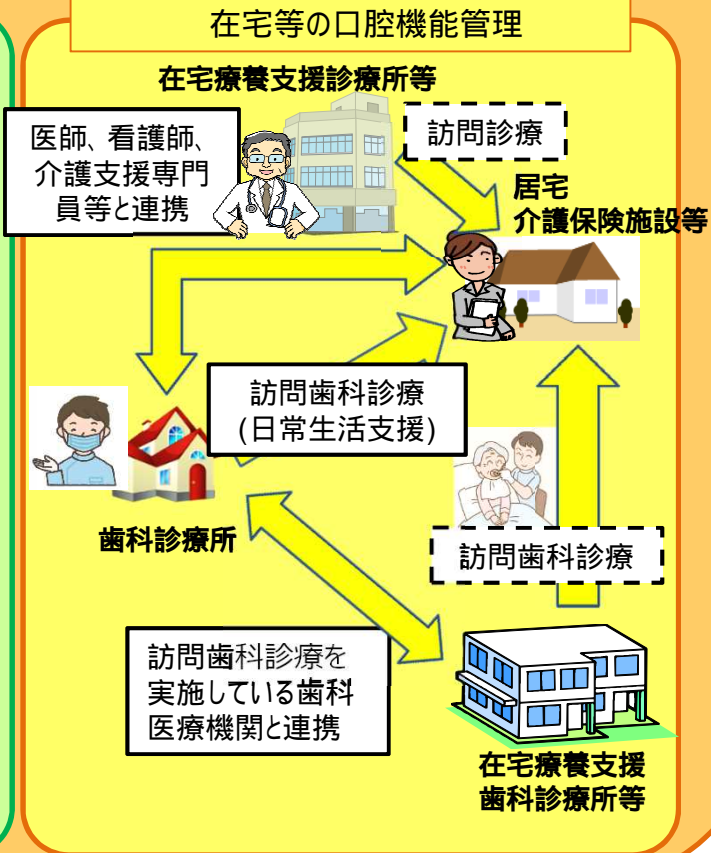 在宅等の口腔機能管理
在宅療養支援診療所等
医師、看護師、
介護支援専門
員等と連携
訪問診療
居宅
介護保険施設等
訪問歯科診療
(日常生活支援)
歯科診療所
訪問歯科診療
訪問歯科診療を
実施している歯科
医療機関と連携
在宅療養支援
歯科診療所等